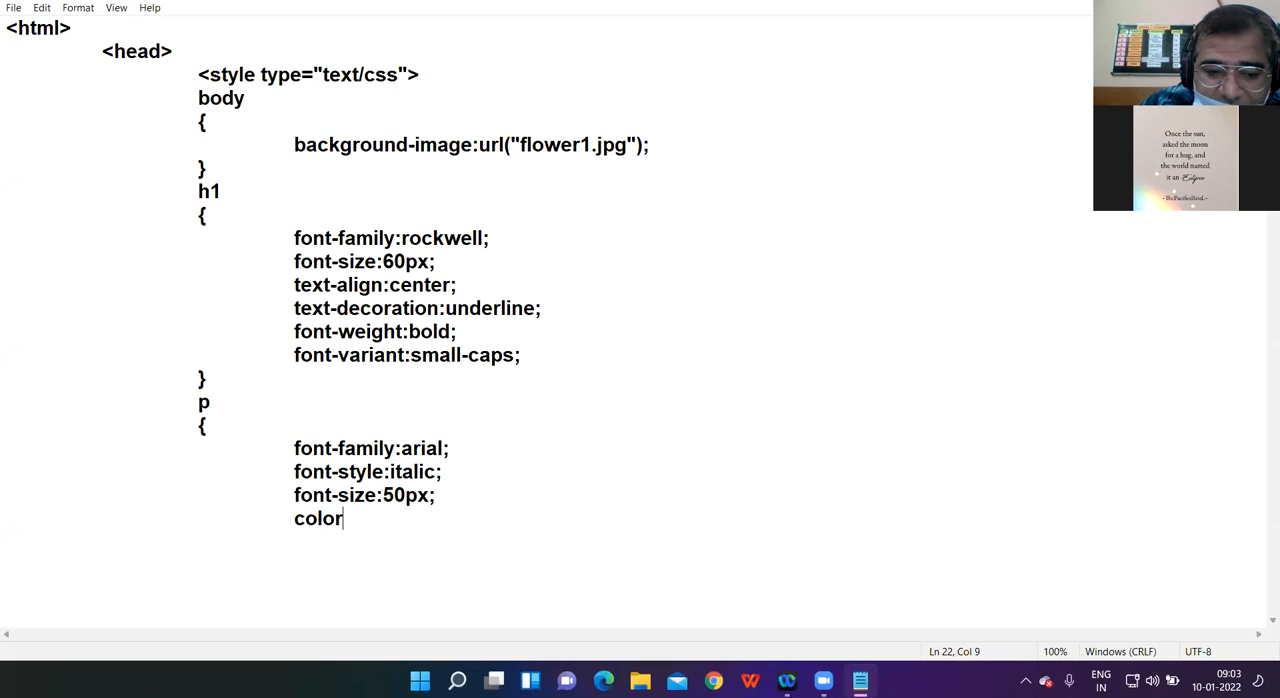 File Edit Format View Help
<html>
<head>
<style type="text/css">
body
{
background-image:url("flower1.jpg");
}
h1
{
font-family:rockwell;
font-size:60px;
text-align:center;
text-decoration:underline;
font-weight:bold;
font-variant:small-caps;
}
p
{
font-family:arial;
font-style:italic;
font-size:50px;
color
Once the sun,
asked the moon
for a hug, and
the world named
it an Eclipse
-ThePacifiedSoul.-
Ln 22, Col 9 100% Windows (CRLF) UTF-8
ENG
IN
09:03
10-01-2022